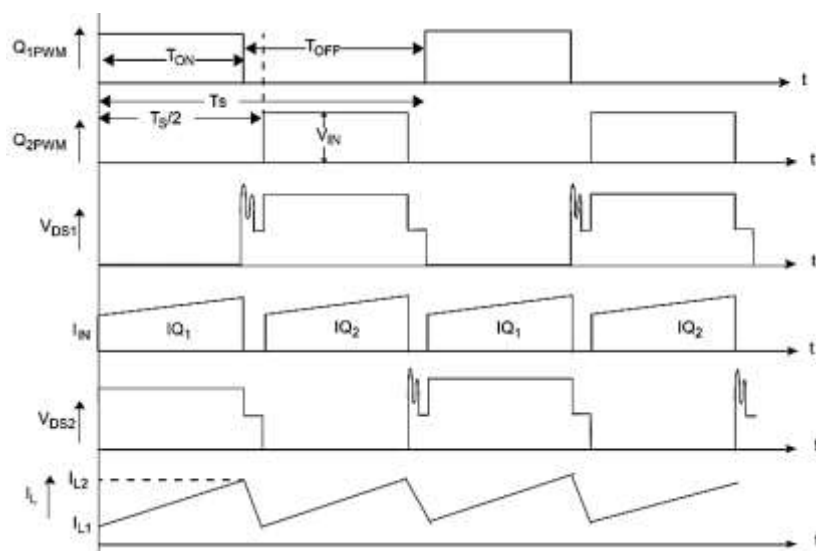 Q1PWM
TON
TOFF
t
Ts
TS/2
Q2PWM
VIN
t
VDS1
t
IIN
IQ1
IQ2
IQ1
IQ2
t
VDS2
t
IL
IL2
IL1
t